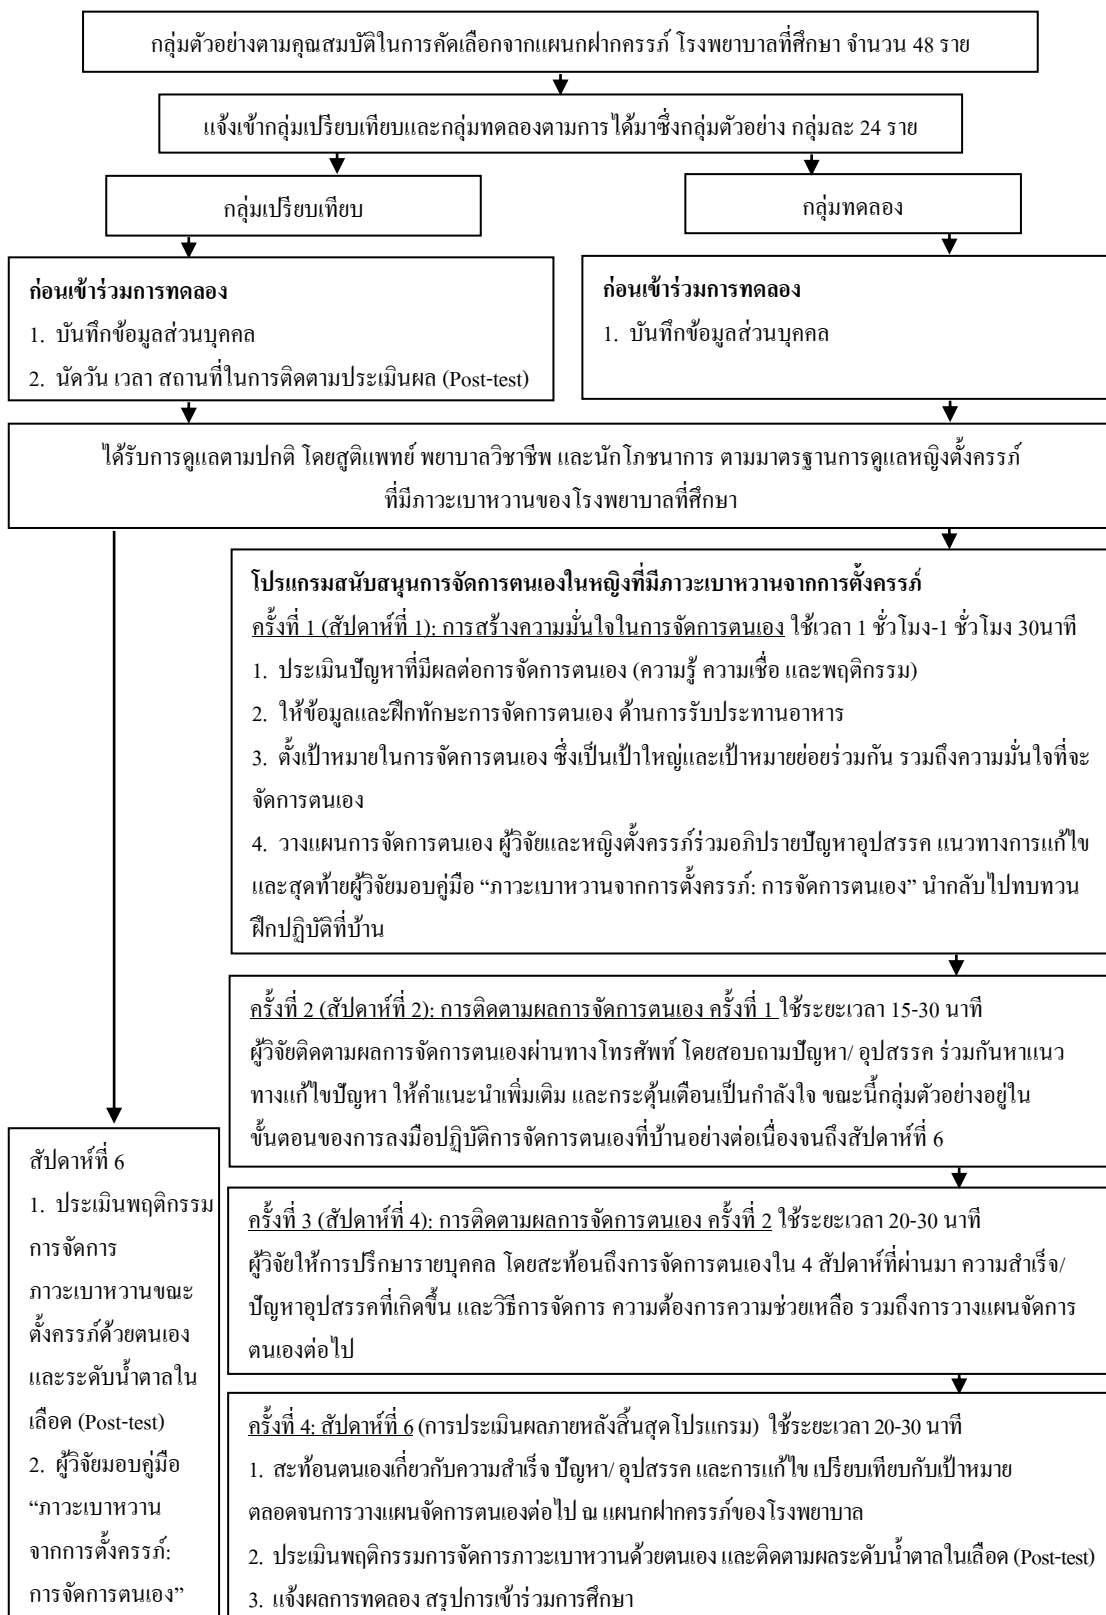 กลุ่มตัวอย่างตามคุณสมบัติในการคัดเลือกจากแผนกฝากครรภ์ โรงพยาบาลที่ศึกษา จำนวน 48 ราย
แจ้งเข้ากลุ่มเปรียบเทียบและกลุ่มทดลองตามการได้มาซึ่งกลุ่มตัวอย่าง กลุ่มละ 24 ราย
กลุ่มเปรียบเทียบ
กลุ่มทดลอง
ก่อนเข้าร่วมการทดลอง
1. บันทึกข้อมูลส่วนบุคคล
2. นัดวัน เวลา สถานที่ในการติดตามประเมินผล (Post-test)
ก่อนเข้าร่วมการทดลอง
1. บันทึกข้อมูลส่วนบุคคล
ได้รับการดูแลตามปกติ โดยสูติแพทย์ พยาบาลวิชาชีพ และนักโภชนาการ ตามมาตรฐานการดูแลหญิงตั้งครรภ์
ที่มีภาวะเบาหวานของโรงพยาบาลที่ศึกษา
โปรแกรมสนับสนุนการจัดการตนเองในหญิงที่มีภาวะเบาหวานจากการตั้งครรภ์
ครั้งที่ 1 (สัปดาห์ที่ 1): การสร้างความมั่นใจในการจัดการตนเอง ใช้เวลา 1 ชั่วโมง-1 ชั่วโมง 30นาที
1. ประเมินปัญหาที่มีผลต่อการจัดการตนเอง (ความรู้ ความเชื่อ และพฤติกรรม)
2. ให้ข้อมูลและฝึกทักษะการจัดการตนเอง ด้านการรับประทานอาหาร
3. ตั้งเป้าหมายในการจัดการตนเอง ซึ่งเป็นเป้าใหญ่และเป้าหมายย่อยร่วมกัน รวมถึงความมั่นใจที่จะ
จัดการตนเอง
4. วางแผนการจัดการตนเอง ผู้วิจัยและหญิงตั้งครรภ์ร่วมอภิปรายปัญหาอุปสรรค แนวทางการแก้ไข
และสุดท้ายผู้วิจัยมอบคู่มือ “ภาวะเบาหวานจากการตั้งครรภ์: การจัดการตนเอง” นำกลับไปทบทวน
ฝึกปฏิบัติที่บ้าน
ครั้งที่ 2 (สัปดาห์ที่ 2): การติดตามผลการจัดการตนเอง ครั้งที่ 1 ใช้ระยะเวลา 15-30 นาที
ผู้วิจัยติดตามผลการจัดการตนเองผ่านทางโทรศัพท์ โดยสอบถามปัญหา/ อุปสรรค ร่วมกันหาแนว
ทางแก้ไขปัญหา ให้คำแนะนำเพิ่มเติม และกระตุ้นเตือนเป็นกำลังใจ ขณะนี้กลุ่มตัวอย่างอยู่ใน
ขั้นตอนของการลงมือปฏิบัติการจัดการตนเองที่บ้านอย่างต่อเนื่องจนถึงสัปดาห์ที่ 6
ครั้งที่ 3 (สัปดาห์ที่ 4): การติดตามผลการจัดการตนเอง ครั้งที่ 2 ใช้ระยะเวลา 20-30 นาที
ผู้วิจัยให้การปรึกษารายบุคคล โดยสะท้อนถึงการจัดการตนเองใน 4 สัปดาห์ที่ผ่านมา ความสำเร็จ/
ปัญหาอุปสรรคที่เกิดขึ้น และวิธีการจัดการ ความต้องการความช่วยเหลือ รวมถึงการวางแผนจัดการ
ตนเองต่อไป
ครั้งที่ 4: สัปดาห์ที่ 6 (การประเมินผลภายหลังสิ้นสุดโปรแกรม) ใช้ระยะเวลา 20-30 นาที
1. สะท้อนตนเองเกี่ยวกับความสำเร็จ ปัญหา/ อุปสรรค และการแก้ไข เปรียบเทียบกับเป้าหมาย
ตลอดจนการวางแผนจัดการตนเองต่อไป ณ แผนกฝากครรภ์ของโรงพยาบาล
2. ประเมินพฤติกรรมการจัดการภาวะเบาหวานด้วยตนเอง และติดตามผลระดับน้ำตาลในเลือด (Post-test)
3. แจ้งผลการทดลอง สรุปการเข้าร่วมการศึกษา
สัปดาห์ที่ 6
1. ประเมินพฤติกรรม
การจัดการ
ภาวะเบาหวานขณะ
ตั้งครรภ์ด้วยตนเอง
และระดับน้ำตาลใน
เลือด (Post-test)
2. ผู้วิจัยมอบคู่มือ
“ภาวะเบาหวาน
จากการตั้งครรภ์:
การจัดการตนเอง”